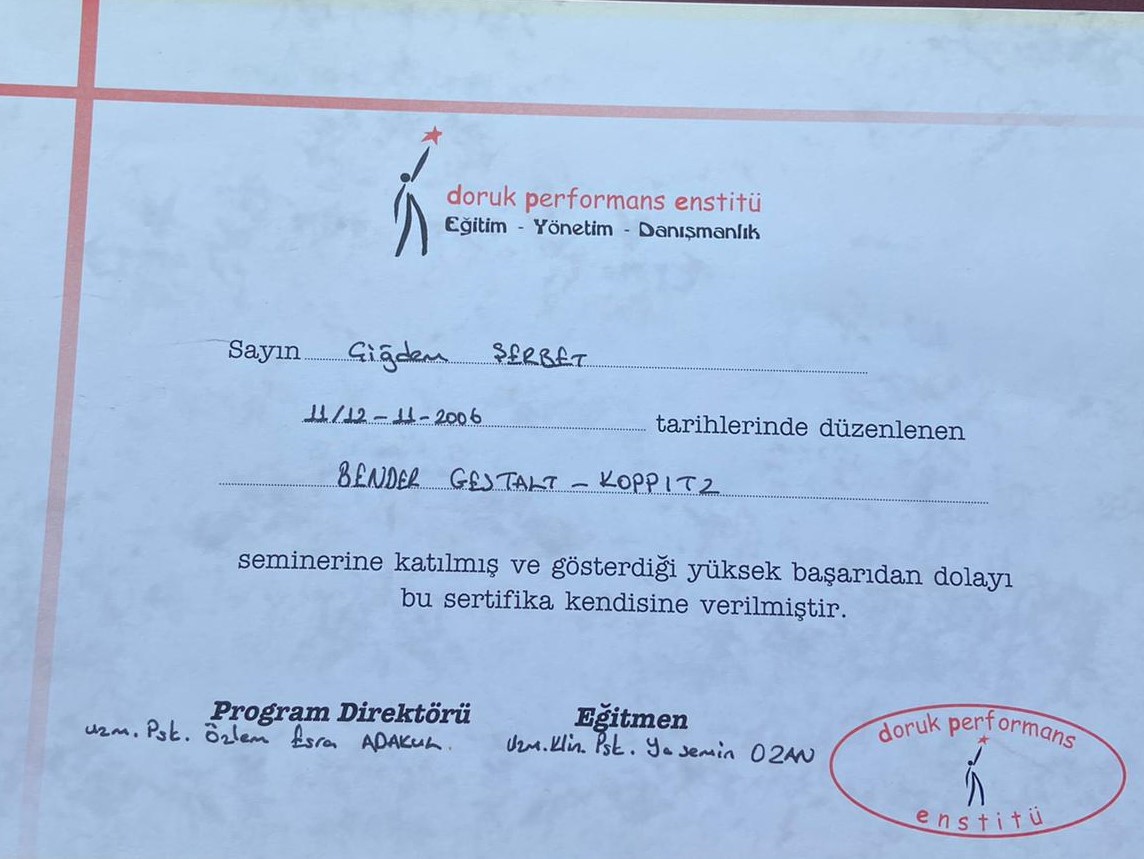 doruk performans enstitü
Eğitim - Yönetim - Danışmanlık
Sayın Çiğdem ŞERBET
11/12-11-2006 tarihlerinde düzenlenen
BENDER GESTALT - KOPPITZ
seminerine katılmış ve gösterdiği yüksek başarıdan dolayı
bu sertifika kendisine verilmiştir.
Program Direktörü
Uzm. Psk. Özlem Esra ADAKUL.
Eğitmen
Uzm. Klin. Psk. Yasemin OZAN
doruk performans
enstitü